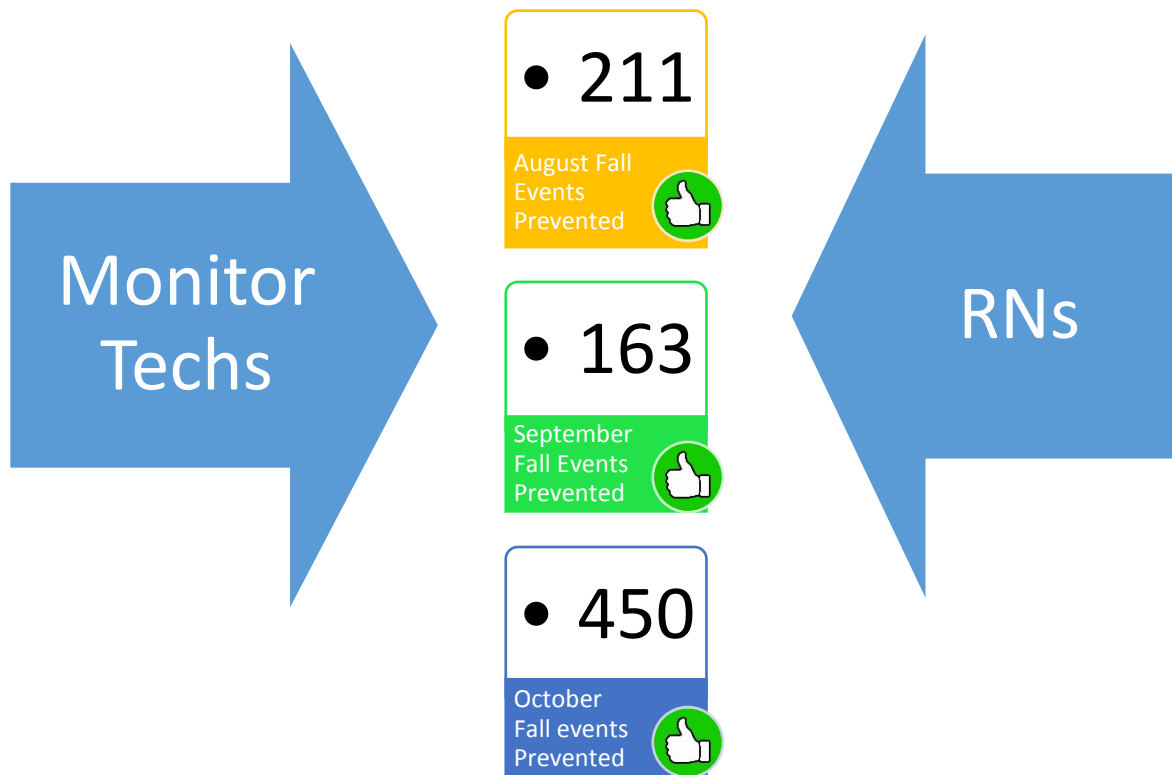 Monitor
Techs
• 211
August Fall
Events
Prevented
• 163
September
Fall Events
Prevented
• 450
October
Fall events
Prevented
RNs